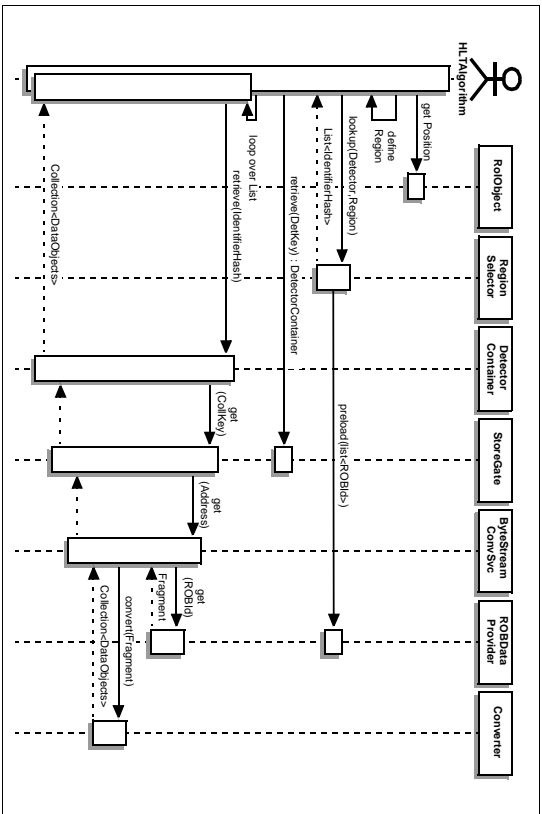 HLTAlgorithm
RoIObject
Region
Selector
Detector
Container
StoreGate
ByteStream
ConvSvc
ROBData
Provider
Converter
get Position
define
Region
lookup(Detector,Region)
preload(list<ROBId>)
List<IdentifierHash>
retrieve(DetKey) : DetectorContainer
loop over List
retrieve(IdentifierHash)
get
(CollKey)
get
(Address)
get
(ROBId)
Fragment
convert(Fragment)
Collection<DataObjects>
Collection<DataObjects>